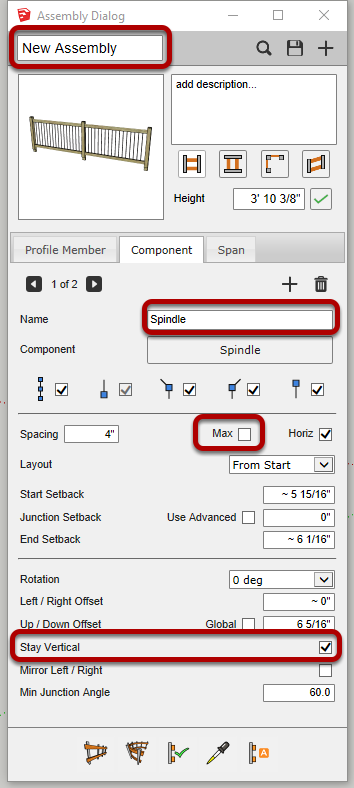 Assembly Dialog
New Assembly
add description...
Height 3' 10 3/8"
Profile Member Component Span
1 of 2
Name Spindle
Component Spindle
Spacing 4" Max Horiz
Layout From Start
Start Setback ~ 5 15/16"
Junction Setback Use Advanced 0"
End Setback ~ 6 1/16"
Rotation 0 deg
Left / Right Offset ~ 0"
Up / Down Offset Global 6 5/16"
Stay Vertical
Mirror Left / Right
Min Junction Angle 60.0
A